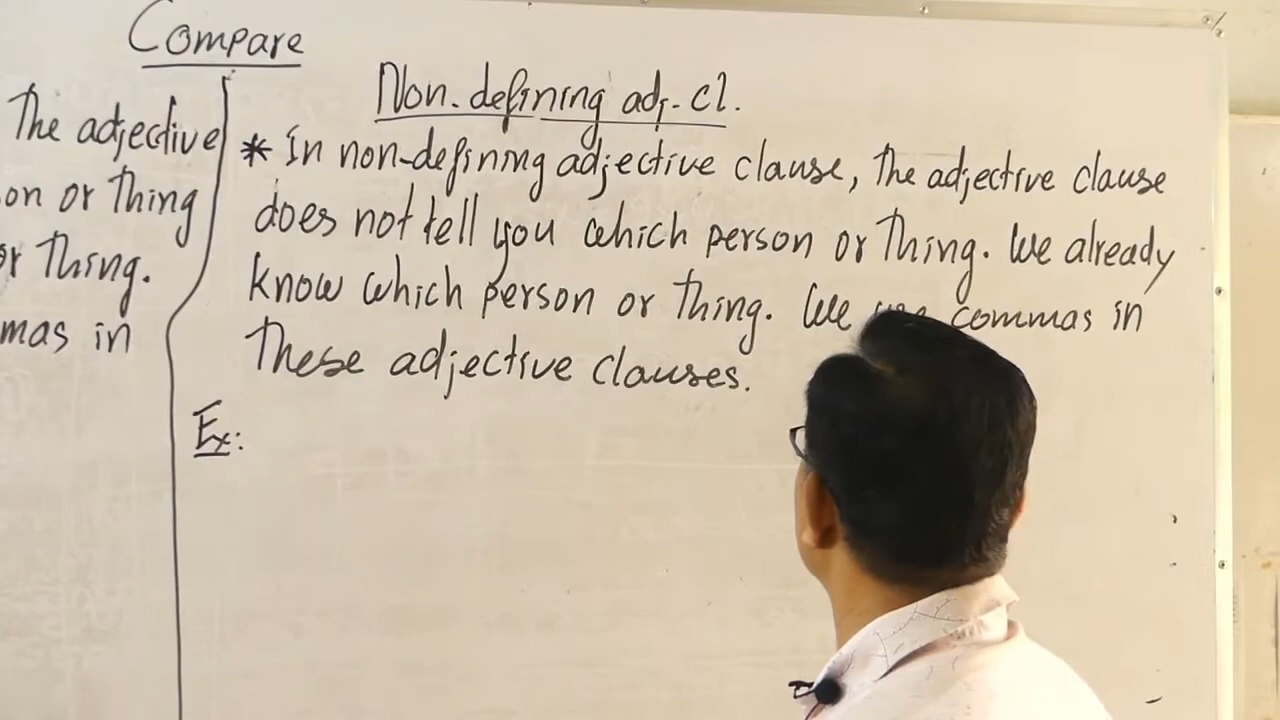 Compare
The adjective
on or Thing
or Thing.
mas in
Non-defining adj-cl.
* In non-defining adjective clause, The adjective clause
does not tell you which person or Thing. We already
know which person or Thing. We use commas in
These adjective clauses.
Ex: